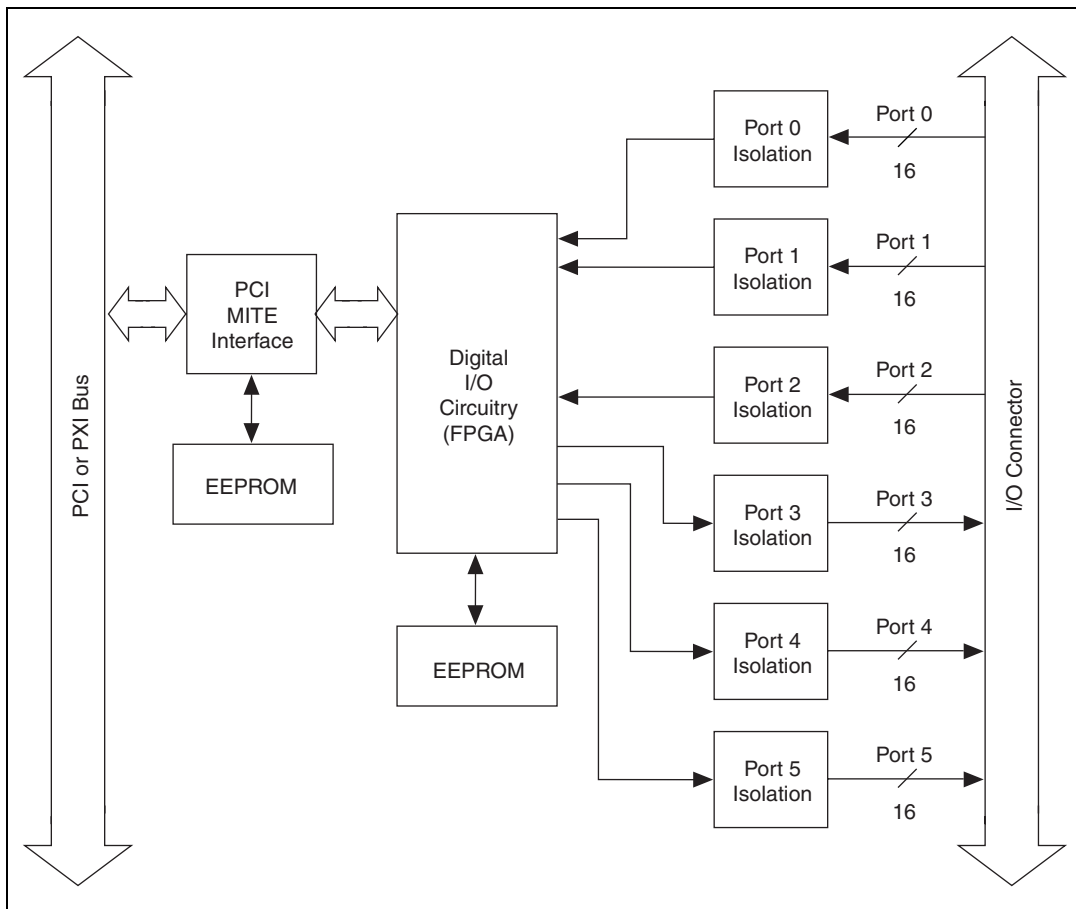 PCI or PXI Bus
PCI
MITE
Interface
EEPROM
Digital
I/O
Circuitry
(FPGA)
EEPROM
Port 0
Isolation
Port 0
16
Port 1
Isolation
Port 1
16
Port 2
Isolation
Port 2
16
Port 3
Isolation
Port 3
16
Port 4
Isolation
Port 4
16
Port 5
Isolation
Port 5
16
I/O Connector